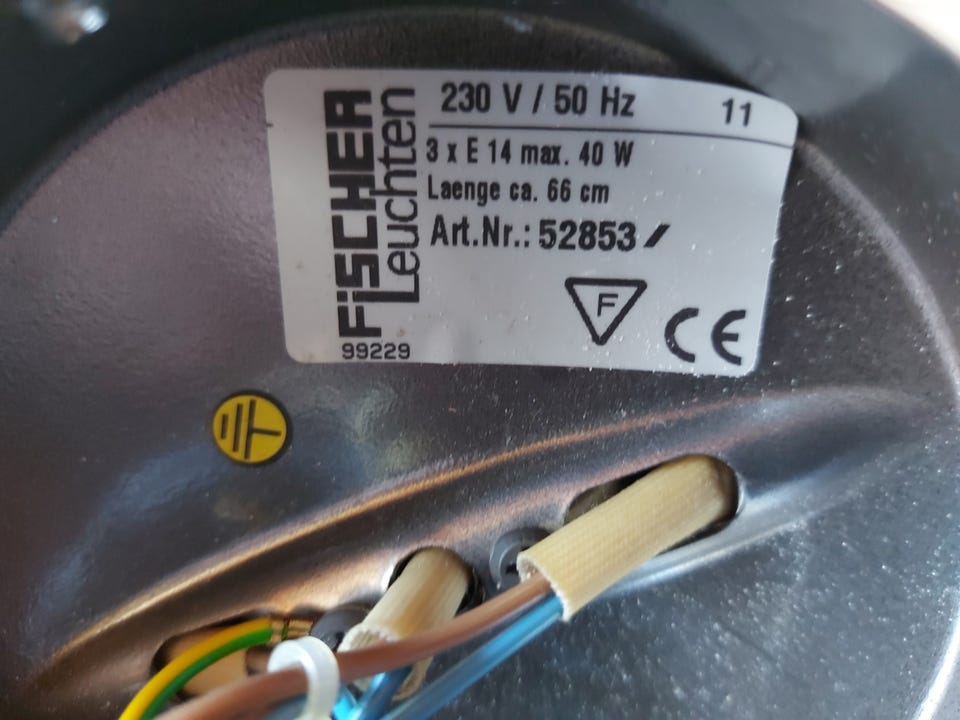 FiSCHER
Leuchten
99229
230 V / 50 Hz 11
3 x E 14 max. 40 W
Laenge ca. 66 cm
Art.Nr.: 52853 /
F
CE